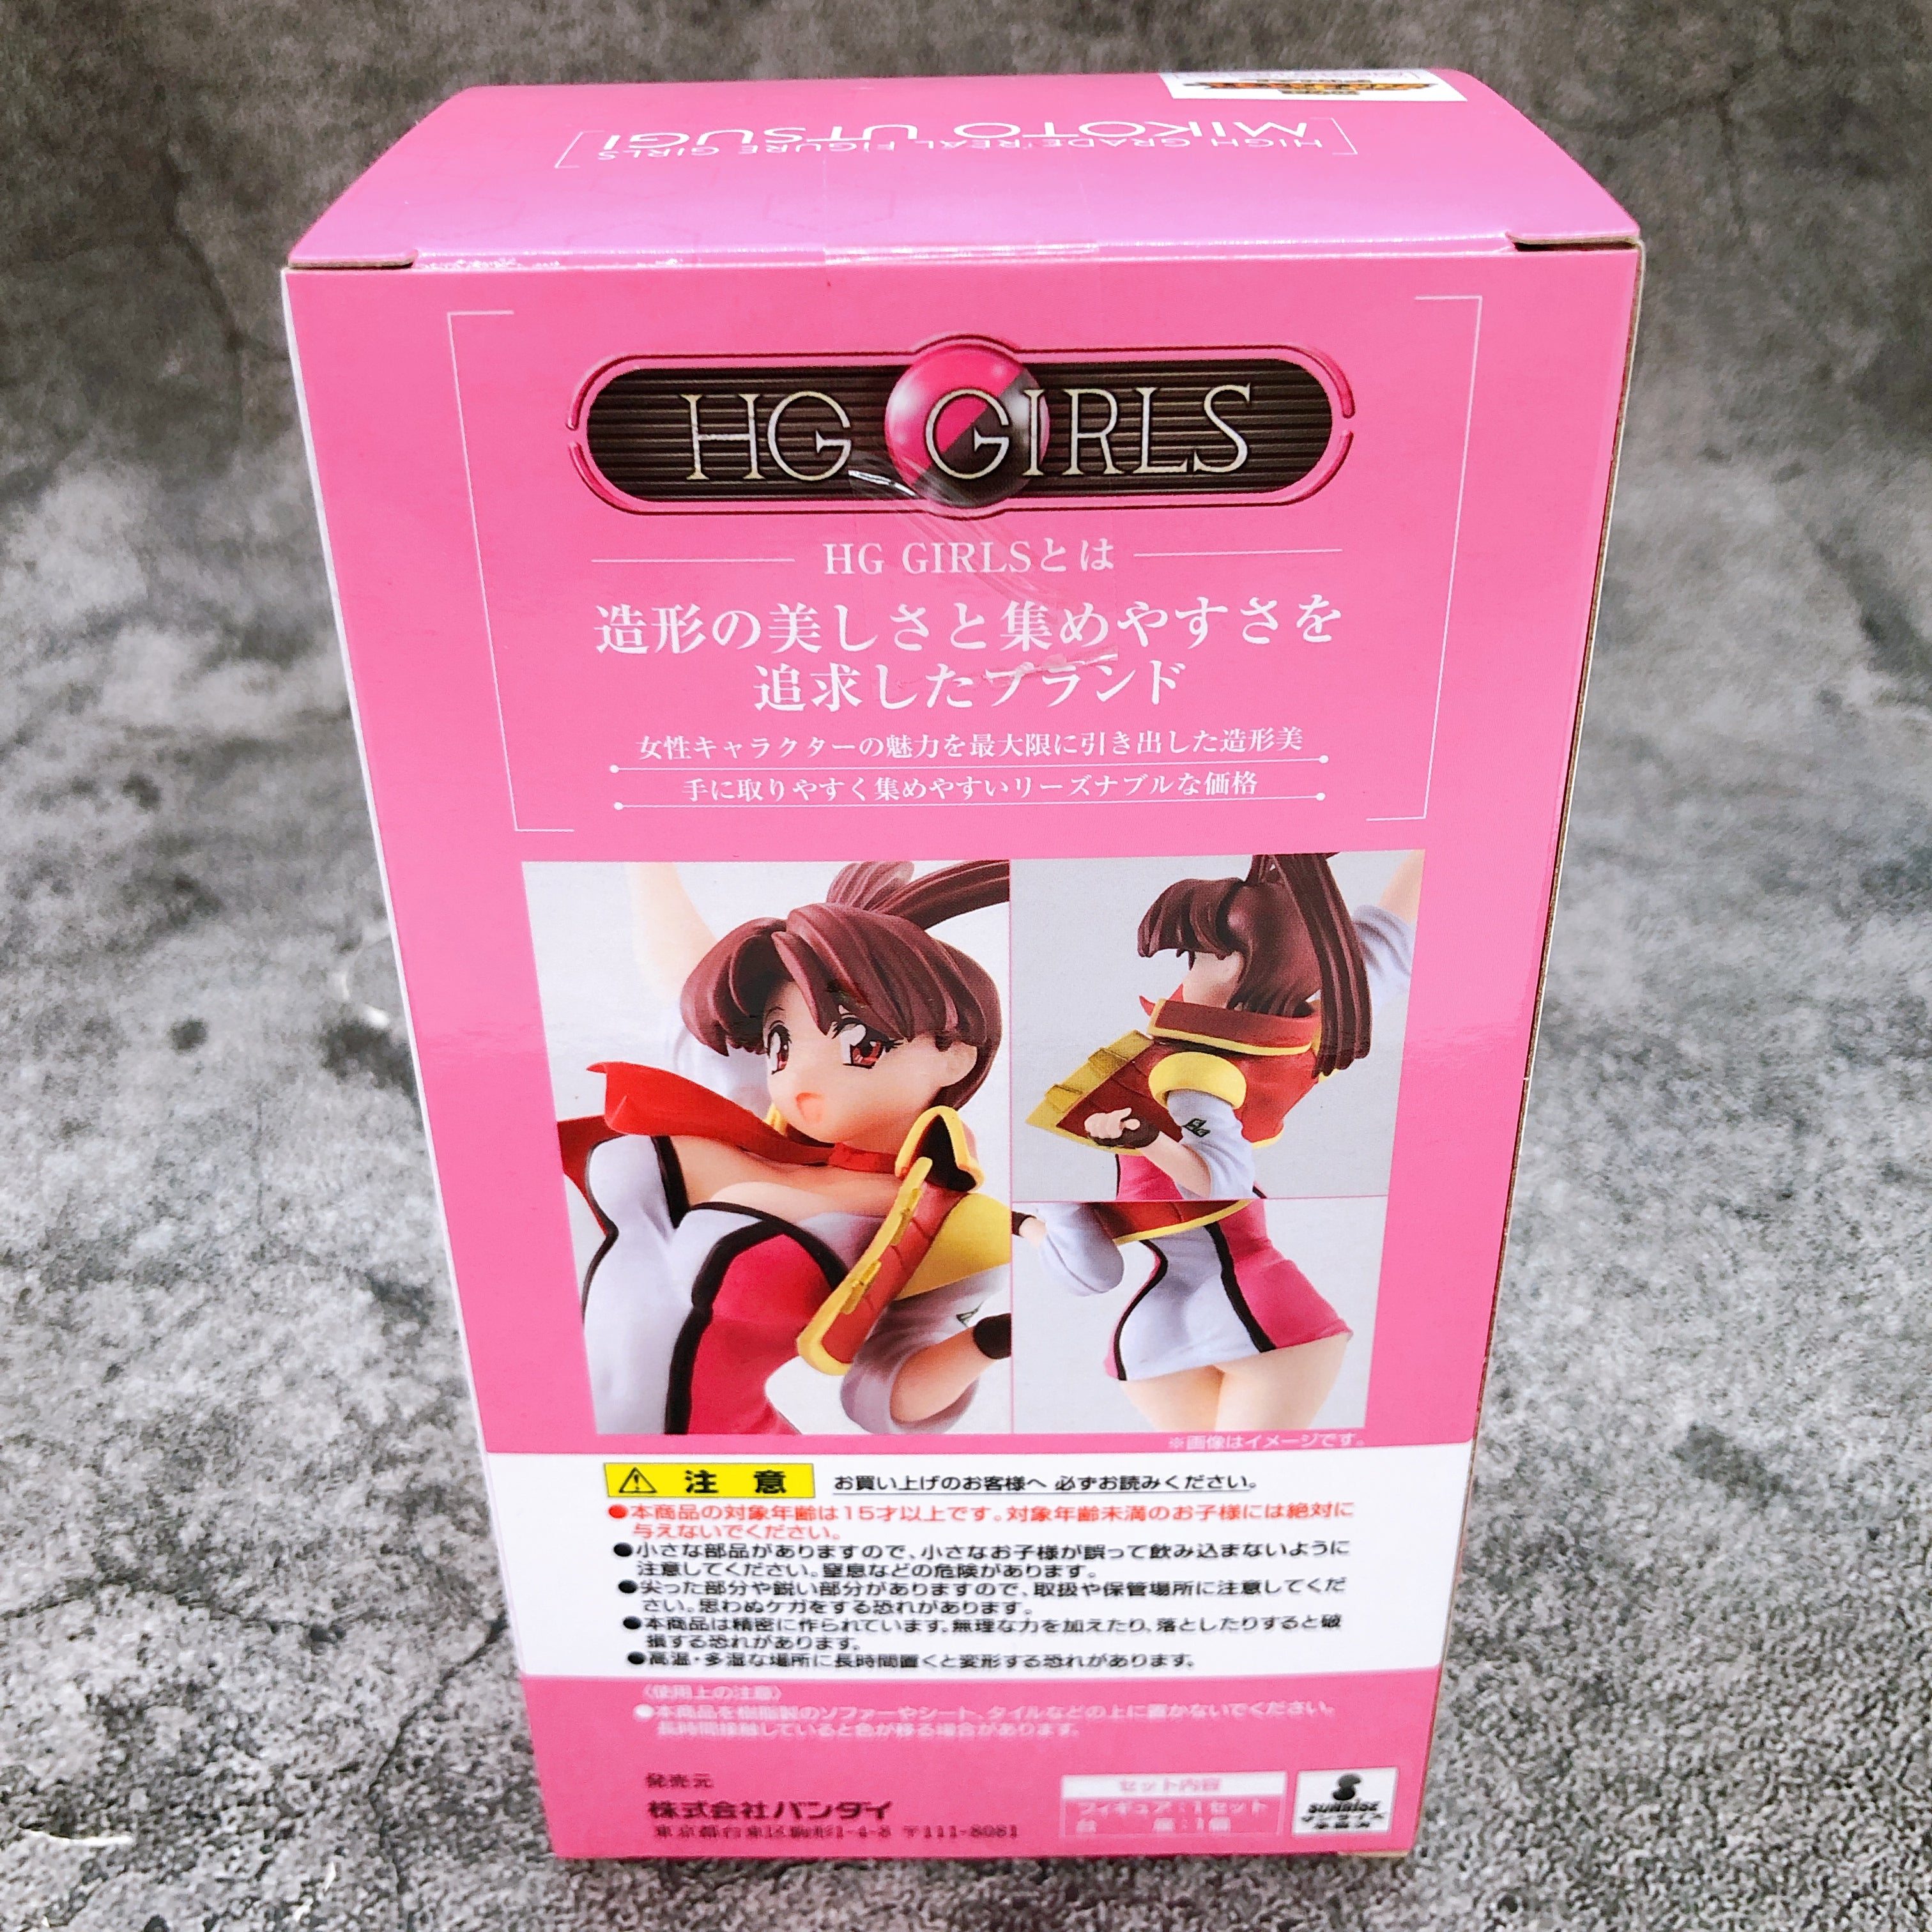 HIGH GRADE REAL FIGURE GIRLS
MIKOTO UTSUGI
HG GIRLS
HG GIRLSとは
造形の美しさと集めやすさを
追求したブランド
女性キャラクターの魅力を最大限に引き出した造形美
手に取りやすく集めやすいリーズナブルな価格
※画像はイメージです。
注意 お買い上げのお客様へ 必ずお読みください。
●本商品の対象年齢は15才以上です。対象年齢未満のお子様には絶対に
与えないでください。
●小さな部品がありますので、小さなお子様が誤って飲み込まないように
注意してください。窒息などの危険があります。
●尖った部分や鋭い部分がありますので、取扱や保管場所に注意してくだ
さい。思わぬケガをする恐れがあります。
●本商品は精密に作られています。無理な力を加えたり、落としたりすると破
損する恐れがあります。
●高温・多湿な場所に長時間置くと変形する恐れがあります。
〈使用上の注意〉
●本商品を樹脂製のソファーやシート、タイルなどの上に置かないでください。
長時間接触していると色が移る場合があります。
発売元
株式会社バンダイ
東京都台東区駒形1-4-8 〒111-8081
セット内容
フィギュア：1セット
台座：1個
SUNRISE
サンライズ